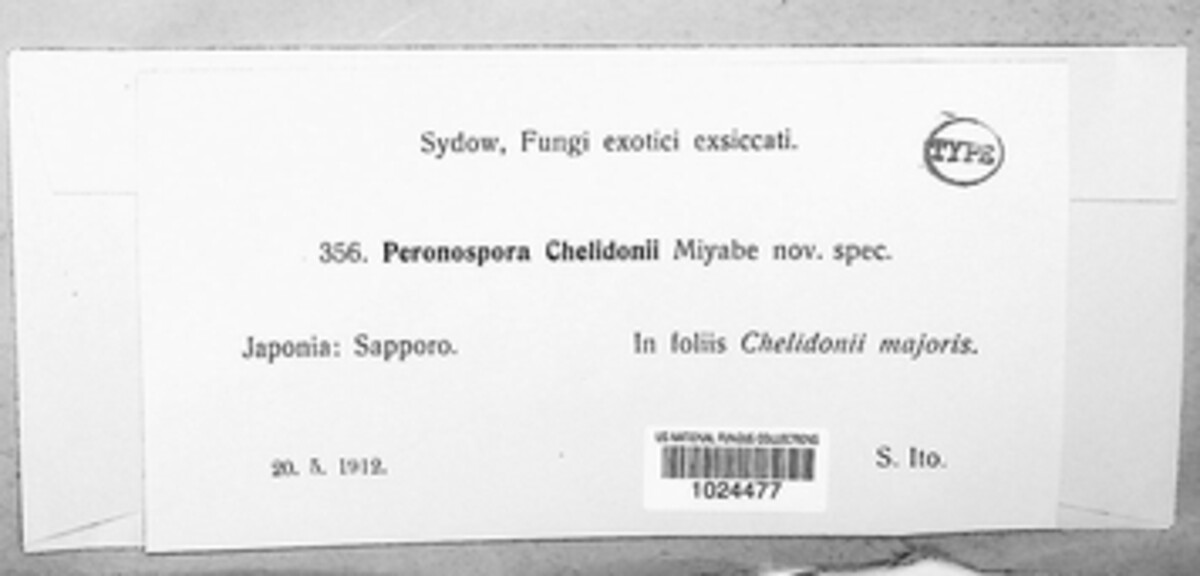 Sydow, Fungi exotici exsiccati.
TYPE
356. Peronospora Chelidonii Miyabe nov. spec.
Japonia: Sapporo. In foliis Chelidonii majoris.
US NATIONAL FUNGUS COLLECTIONS
20. 5. 1912. S. Ito.
1024477